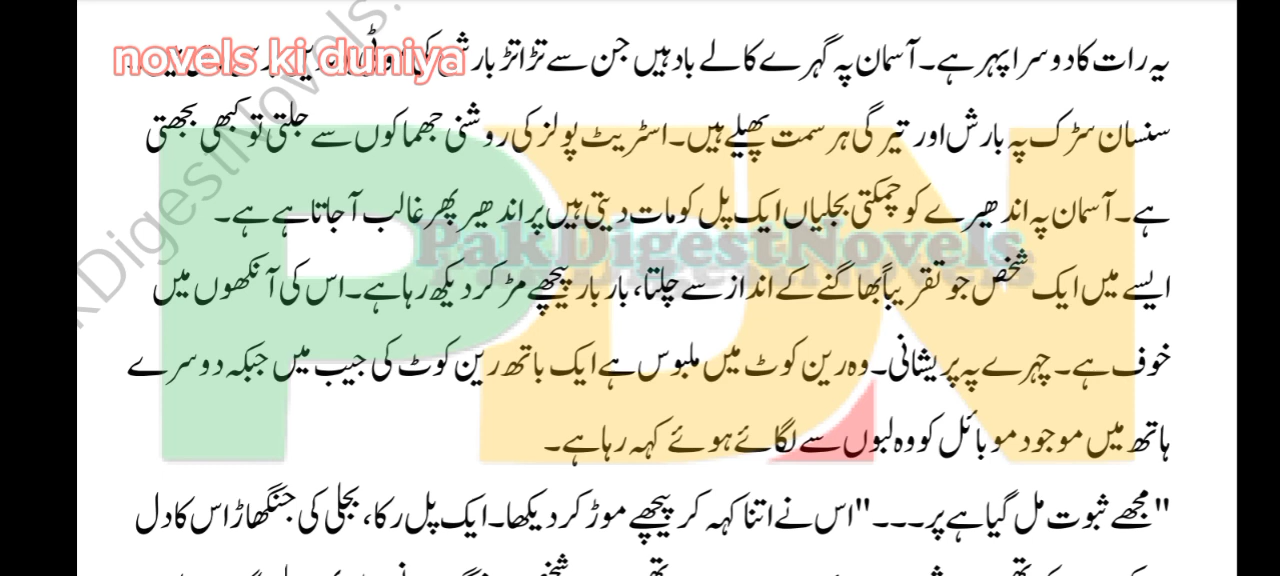 novels ki duniya
یہ رات کا دوسرا پہر ہے۔ آسمان پہ گہرے کالے باد ہیں جن سے تڑاتڑ بارش کی
سنسان سڑک پہ بارش اور تیرگی ہر سمت پھیلے ہیں۔ اسٹریٹ پولز کی روشنی جھماکوں سے جلتی تو کبھی بجھتی
ہے۔ آسمان پہ اندھیرے کو چمکتی بجلیاں ایک پل کو مات دیتی ہیں پر اندھیر پھر غالب آ جاتا ہے ہے۔
PakDigestNovels
ایسے میں ایک شخص جو تقریباً بھاگنے کے انداز سے چلتا، بار بار پیچھے مڑ کر دیکھ رہا ہے۔ اس کی آنکھوں میں
خوف ہے۔ چہرے پہ پریشانی۔ وہ رین کوٹ میں ملبوس ہے ایک ہاتھ رین کوٹ کی جیب میں جبکہ دوسرے
ہاتھ میں موجود موبائل کو وہ لبوں سے لگائے ہوئے کہہ رہا ہے۔
"مجھے ثبوت مل گیا ہے پر۔۔۔" اس نے اتنا کہہ کر پیچھے موڑ کر دیکھا۔ ایک پل رکا، بجلی کی چنگھاڑ اس کا دل
PDN
kDigestNovels.